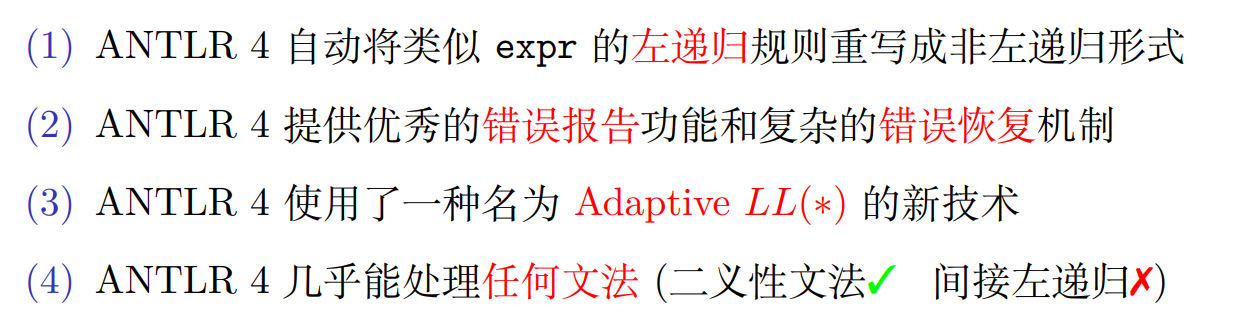 (1) ANTLR 4 自动将类似 expr 的左递归规则重写成非左递归形式
(2) ANTLR 4 提供优秀的错误报告功能和复杂的错误恢复机制
(3) ANTLR 4 使用了一种名为 Adaptive LL(∗) 的新技术
(4) ANTLR 4 几乎能处理任何文法 (二义性文法✓ 间接左递归✗)